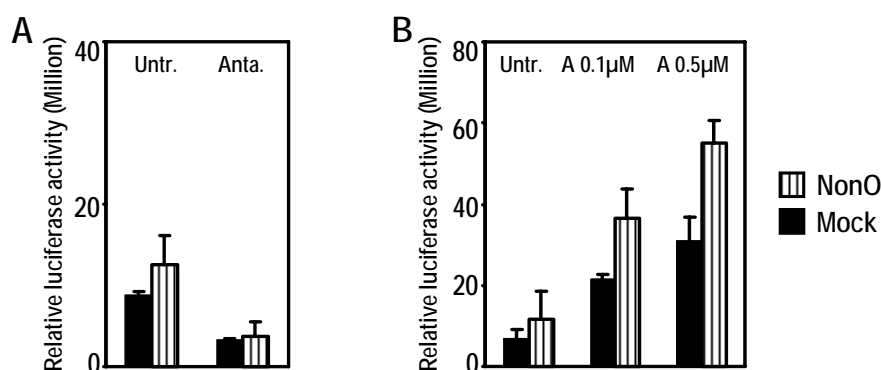 A
Relative luciferase activity (Million)
40
20
0
Untr. Anta.
B
Relative luciferase activity (Million)
80
60
40
20
0
Untr. A 0.1µM A 0.5µM
NonO
Mock